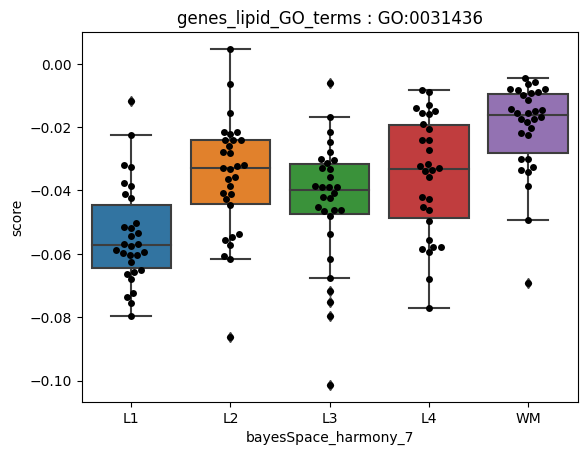 genes_lipid_GO_terms : GO:0031436
0.00
−0.02
−0.04
−0.06
−0.08
−0.10
score
L1 L2 L3 L4 WM
bayesSpace_harmony_7